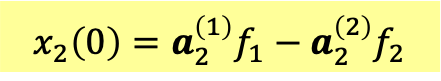 x₂(0) = a₂⁽¹⁾f₁ − a₂⁽²⁾f₂